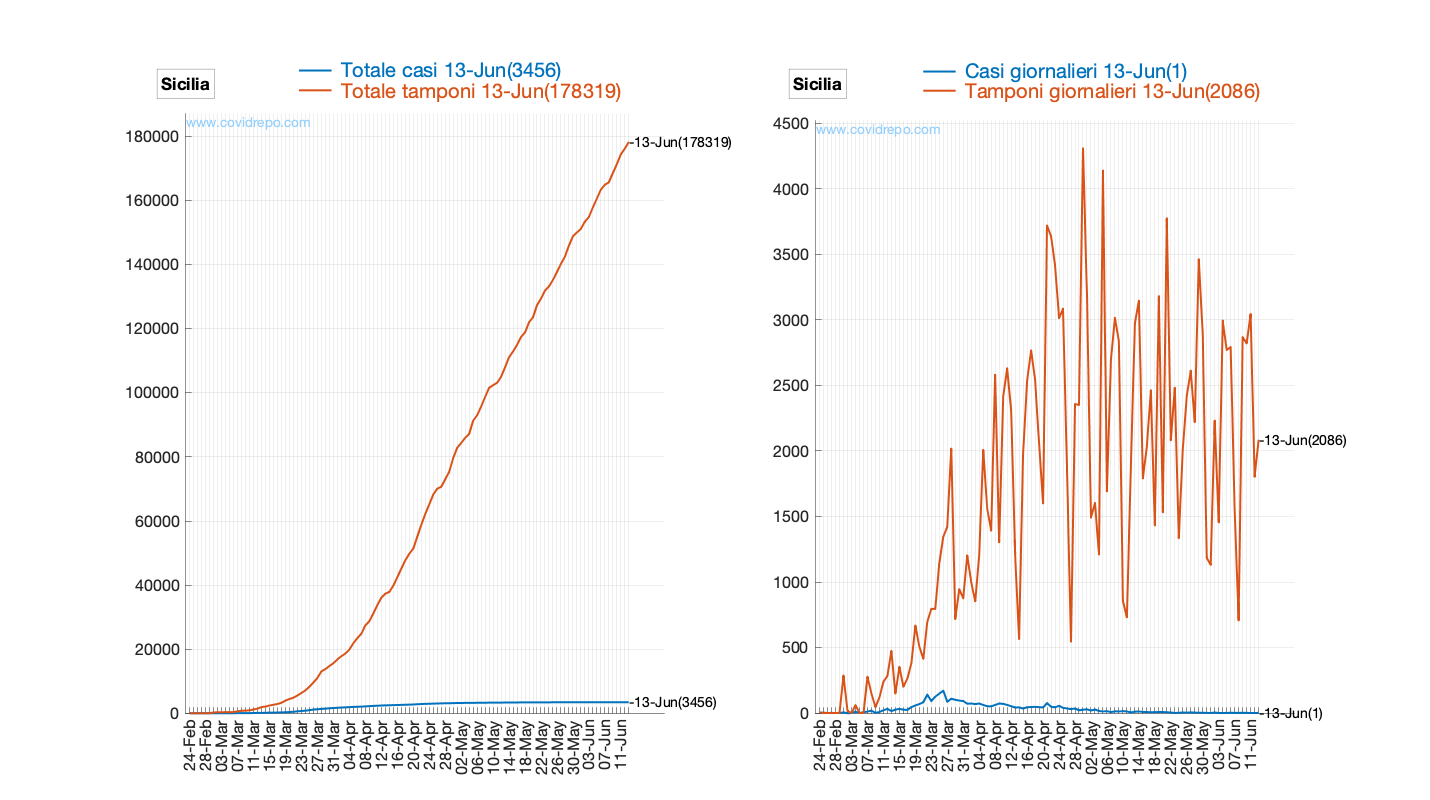 Sicilia
Totale casi 13-Jun(3456)
Totale tamponi 13-Jun(178319)
www.covidrepo.com
180000
160000
140000
120000
100000
80000
60000
40000
20000
0
13-Jun(178319)
13-Jun(3456)
24-Feb
28-Feb
03-Mar
07-Mar
11-Mar
15-Mar
19-Mar
23-Mar
27-Mar
31-Mar
04-Apr
08-Apr
12-Apr
16-Apr
20-Apr
24-Apr
28-Apr
02-May
06-May
10-May
14-May
18-May
22-May
26-May
30-May
03-Jun
07-Jun
11-Jun
Sicilia
Casi giornalieri 13-Jun(1)
Tamponi giornalieri 13-Jun(2086)
www.covidrepo.com
4500
4000
3500
3000
2500
2000
1500
1000
500
0
13-Jun(2086)
13-Jun(1)
24-Feb
28-Feb
03-Mar
07-Mar
11-Mar
15-Mar
19-Mar
23-Mar
27-Mar
31-Mar
04-Apr
08-Apr
12-Apr
16-Apr
20-Apr
24-Apr
28-Apr
02-May
06-May
10-May
14-May
18-May
22-May
26-May
30-May
03-Jun
07-Jun
11-Jun